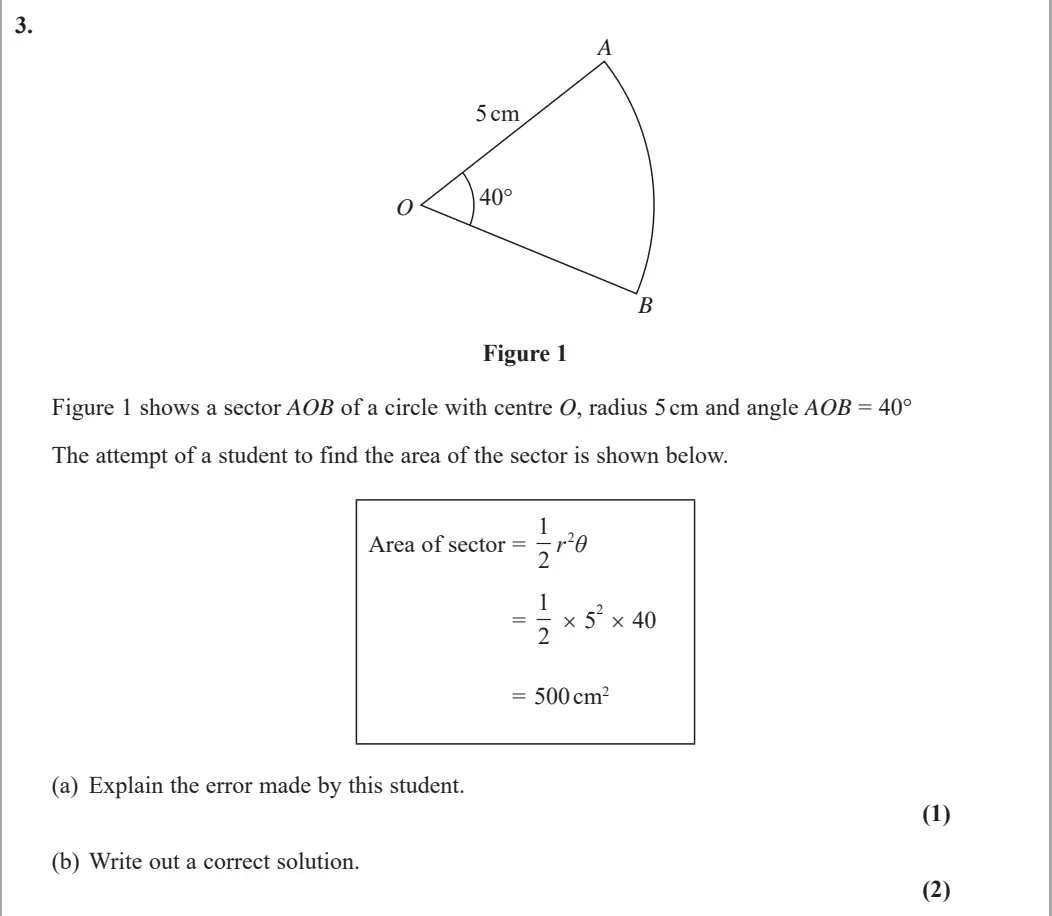 3.
A
5 cm
O
40°
B
Figure 1
Figure 1 shows a sector AOB of a circle with centre O, radius 5 cm and angle AOB = 40°
The attempt of a student to find the area of the sector is shown below.
Area of sector = 1/2 r²θ
= 1/2 × 5² × 40
= 500 cm²
(a) Explain the error made by this student.
(1)
(b) Write out a correct solution.
(2)